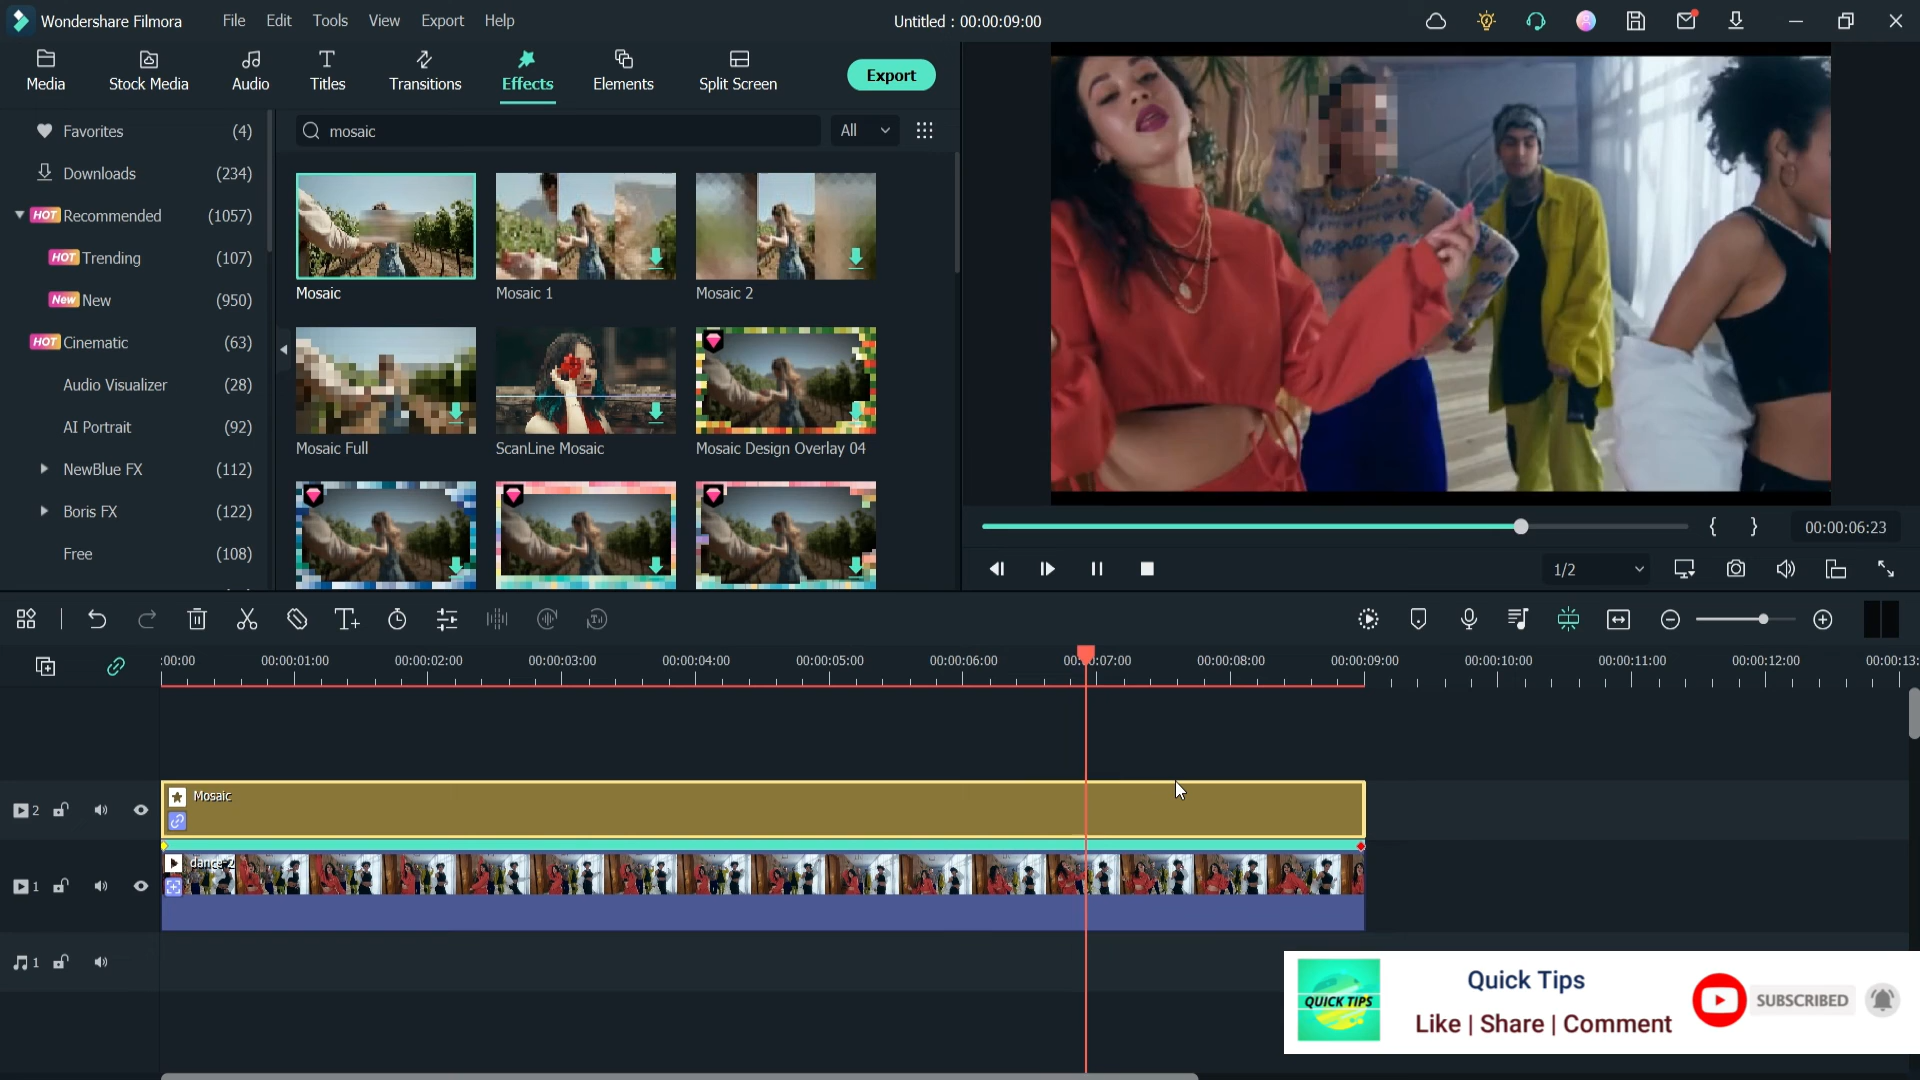 Wondershare Filmora
File
Edit
Tools
View
Export
Help
Untitled : 00:00:09:00
Media
Stock Media
Audio
Titles
Transitions
Effects
Elements
Split Screen
Export
Favorites (4)
Downloads (234)
HOT Recommended (1057)
HOT Trending (107)
New New (950)
HOT Cinematic (63)
Audio Visualizer (28)
AI Portrait (92)
NewBlue FX (112)
Boris FX (122)
Free (108)
mosaic
All
Mosaic
Mosaic 1
Mosaic 2
Mosaic Full
ScanLine Mosaic
Mosaic Design Overlay 04
00:00:06:23
1/2
:00:00
00:00:01:00
00:00:02:00
00:00:03:00
00:00:04:00
00:00:05:00
00:00:06:00
00:00:07:00
00:00:08:00
00:00:09:00
00:00:10:00
00:00:11:00
00:00:12:00
00:00:13:
2
Mosaic
1
dance-2
1
QUICK TIPS
Quick Tips
Like | Share | Comment
SUBSCRIBED